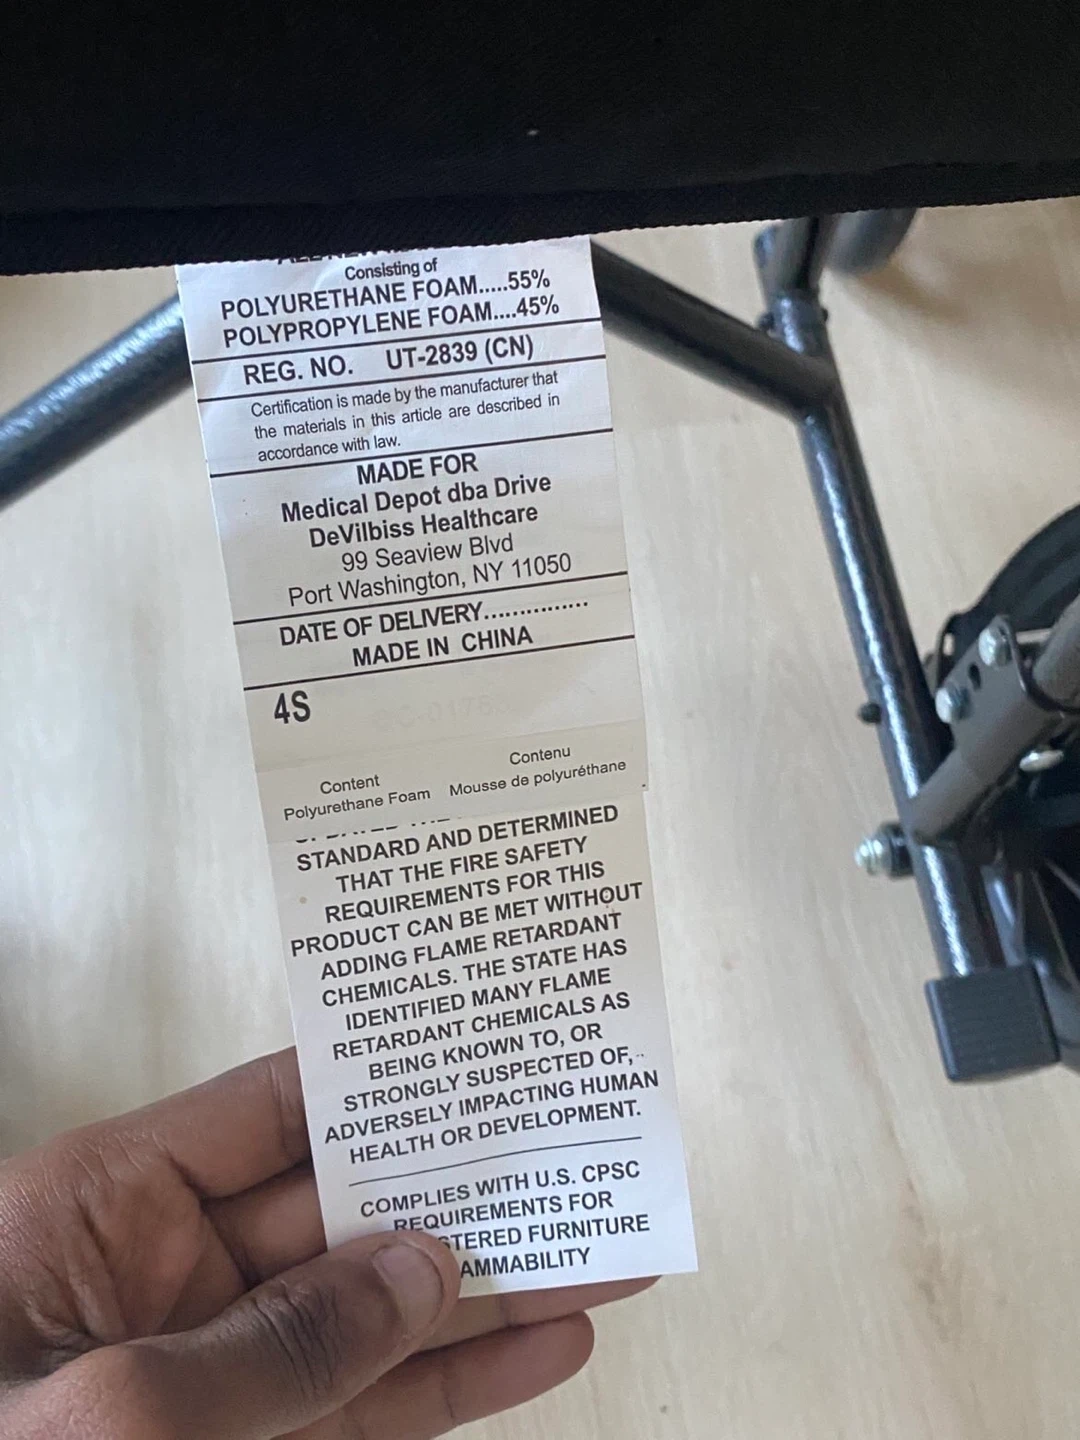 Consisting of
POLYURETHANE FOAM.....55%
POLYPROPYLENE FOAM....45%
REG. NO. UT-2839 (CN)
Certification is made by the manufacturer that
the materials in this article are described in
accordance with law.
MADE FOR
Medical Depot dba Drive
DeVilbiss Healthcare
99 Seaview Blvd
Port Washington, NY 11050
DATE OF DELIVERY...............
MADE IN CHINA
4S
Content Contenu
Polyurethane Foam Mousse de polyuréthane
STANDARD AND DETERMINED
THAT THE FIRE SAFETY
REQUIREMENTS FOR THIS
PRODUCT CAN BE MET WITHOUT
ADDING FLAME RETARDANT
CHEMICALS. THE STATE HAS
IDENTIFIED MANY FLAME
RETARDANT CHEMICALS AS
BEING KNOWN TO, OR
STRONGLY SUSPECTED OF,
ADVERSELY IMPACTING HUMAN
HEALTH OR DEVELOPMENT.
COMPLIES WITH U.S. CPSC
REQUIREMENTS FOR
STERED FURNITURE
AMMABILITY